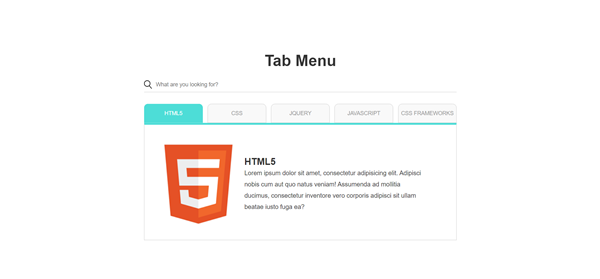 Tab Menu
What are you looking for?
HTML5 CSS JQUERY JAVASCRIPT CSS FRAMEWORKS
5
HTML5
Lorem ipsum dolor sit amet, consectetur adipisicing elit. Adipisci
nobis cum aut quo natus veniam! Assumenda ad mollitia
ducimus, consectetur inventore vero corporis adipisci sit ullam
beatae iusto fuga ea?